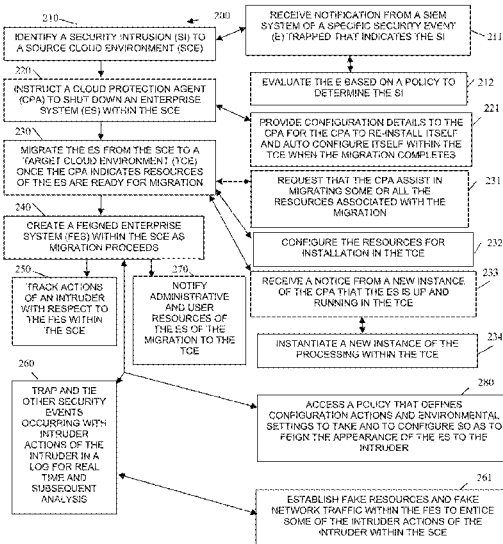 200
210
IDENTIFY A SECURITY INTRUSION (SI) TO
A SOURCE CLOUD ENVIRONMENT (SCE)
RECEIVE NOTIFICATION FROM A SIEM
SYSTEM OF A SPECIFIC SECURITY EVENT
(E) TRAPPED THAT INDICATES THE SI
211
EVALUATE THE E BASED ON A POLICY TO
DETERMINE THE SI
212
220
INSTRUCT A CLOUD PROTECTION AGENT
(CPA) TO SHUT DOWN AN ENTERPRISE
SYSTEM (ES) WITHIN THE SCE
221
PROVIDE CONFIGURATION DETAILS TO THE
CPA FOR THE CPA TO RE-INSTALL ITSELF
AND AUTO CONFIGURE ITSELF WITHIN THE
TCE WHEN THE MIGRATION COMPLETES
230
MIGRATE THE ES FROM THE SCE TO A
TARGET CLOUD ENVIRONMENT (TCE)
ONCE THE CPA INDICATES RESOURCES
OF THE ES ARE READY FOR MIGRATION
REQUEST THAT THE CPA ASSIST IN
MIGRATING SOME OR ALL THE
RESOURCES ASSOCIATED WITH THE
MIGRATION
231
CONFIGURE THE RESOURCES FOR
INSTALLATION IN THE TCE
232
RECEIVE A NOTICE FROM A NEW INSTANCE
OF THE CPA THAT THE ES IS UP AND
RUNNING IN THE TCE
233
INSTANTIATE A NEW INSTANCE OF THE
PROCESSING WITHIN THE TCE
234
240
CREATE A FEIGNED ENTERPRISE
SYSTEM (FES) WITHIN THE SCE AS
MIGRATION PROCEEDS
250
TRACK ACTIONS
OF AN INTRUDER
WITH RESPECT
TO THE FES
WITHIN THE SCE
270
NOTIFY
ADMINISTRATIVE
AND USER
RESOURCES OF
THE ES OF THE
MIGRATION TO THE
TCE
260
TRAP AND TIE
OTHER SECURITY
EVENTS
OCCURRING WITH
INTRUDER
ACTIONS OF THE
INTRUDER IN A
LOG FOR REAL
TIME AND
SUBSEQUENT
ANALYSIS
280
ACCESS A POLICY THAT DEFINES
CONFIGURATION ACTIONS AND ENVIRONMENTAL
SETTINGS TO TAKE AND TO CONFIGURE SO AS TO
FEIGN THE APPEARANCE OF THE ES TO THE
INTRUDER
261
ESTABLISH FAKE RESOURCES AND FAKE
NETWORK TRAFFIC WITHIN THE FES TO ENTICE
SOME OF THE INTRUDER ACTIONS OF THE
INTRUDER WITHIN THE SCE